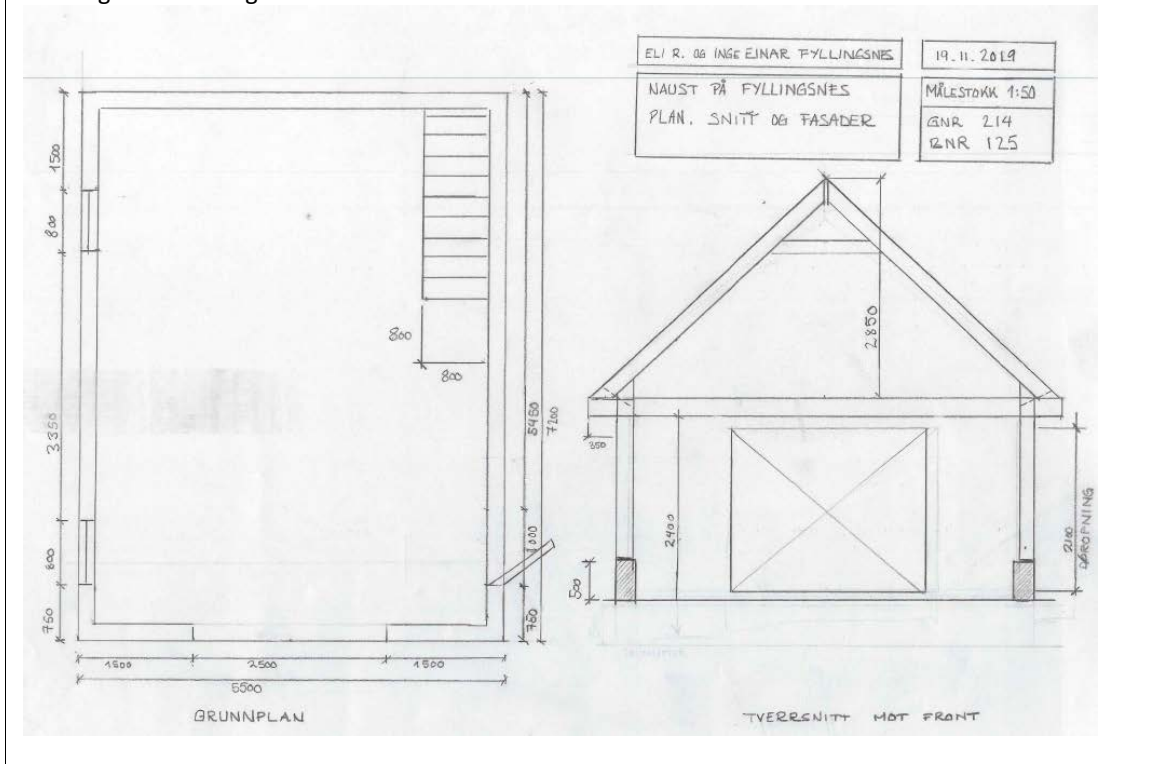 ELI R. OG INGE EINAR FYLLINGSNES
19.11.2019
NAUST PÅ FYLLINGSNES
PLAN, SNITT OG FASADER
MÅLESTOKK 1:50
GNR 214
BNR 125
1500
800
3350
800
750
800
800
5450
7200
1000
750
1500
2500
1500
5500
GRUNNPLAN
2850
350
2400
500
2100
DØRÅPNING
TVERRSNITT MOT FRONT